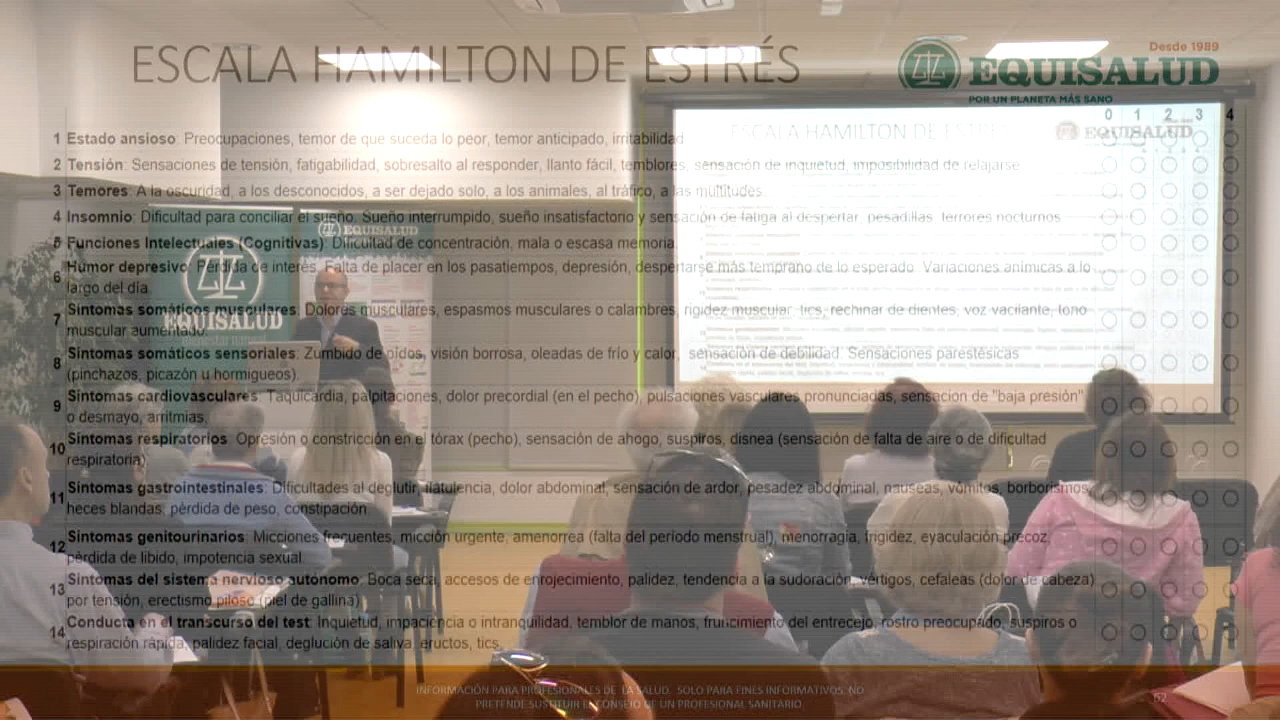 ESCALA HAMILTON DE ESTRÉS
Desde 1989
EQUISALUD
POR UN PLANETA MÁS SANO
0 1 2 3 4
1 Estado ansioso: Preocupaciones, temor de que suceda lo peor, temor anticipado, irritabilidad
2 Tensión: Sensaciones de tensión, fatigabilidad, sobresalto al responder, llanto fácil, temblores, sensación de inquietud, imposibilidad de relajarse
3 Temores: A la oscuridad, a los desconocidos, a ser dejado solo, a los animales, al tráfico, a las multitudes.
4 Insomnio: Dificultad para conciliar el sueño. Sueño interrumpido, sueño insatisfactorio y sensación de fatiga al despertar, pesadillas, terrores nocturnos
5 Funciones Intelectuales (Cognitivas): Dificultad de concentración, mala o escasa memoria.
6 Humor depresivo: Pérdida de interés. Falta de placer en los pasatiempos, depresión, despertarse más temprano de lo esperado. Variaciones anímicas a lo
largo del día.
7 Síntomas somáticos musculares: Dolores musculares, espasmos musculares o calambres, rigidez muscular, tics, rechinar de dientes, voz vacilante, tono
muscular aumentado.
8 Síntomas somáticos sensoriales: Zumbido de oídos, visión borrosa, oleadas de frío y calor, sensación de debilidad. Sensaciones parestésicas
(pinchazos, picazón u hormigueos).
9 Síntomas cardiovasculares: Taquicardia, palpitaciones, dolor precordial (en el pecho), pulsaciones vasculares pronunciadas, sensación de "baja presión"
o desmayo, arritmias.
10 Síntomas respiratorios: Opresión o constricción en el tórax (pecho), sensación de ahogo, suspiros, disnea (sensación de falta de aire o de dificultad
respiratoria)
11 Síntomas gastrointestinales: Dificultades al deglutir, flatulencia, dolor abdominal, sensación de ardor, pesadez abdominal, nauseas, vómitos, borborismos,
heces blandas, pérdida de peso, constipación.
12 Síntomas genitourinarios: Micciones frecuentes, micción urgente, amenorrea (falta del período menstrual), menorragia, frigidez, eyaculación precoz,
pérdida de libido, impotencia sexual.
13 Síntomas del sistema nervioso autónomo: Boca seca, accesos de enrojecimiento, palidez, tendencia a la sudoración, vértigos, cefaleas (dolor de cabeza)
por tensión, erectismo piloso (piel de gallina)
14 Conducta en el transcurso del test: Inquietud, impaciencia o intranquilidad, temblor de manos, fruncimiento del entrecejo, rostro preocupado, suspiros o
respiración rápida, palidez facial, deglución de saliva, eructos, tics.
ESCALA HAMILTON DE ESTRÉS
EQUISALUD
EQUISALUD
EQUISALUD
INFORMACIÓN PARA PROFESIONALES DE LA SALUD. SOLO PARA FINES INFORMATIVOS. NO
PRETENDE SUSTITUIR EL CONSEJO DE UN PROFESIONAL SANITARIO.
62